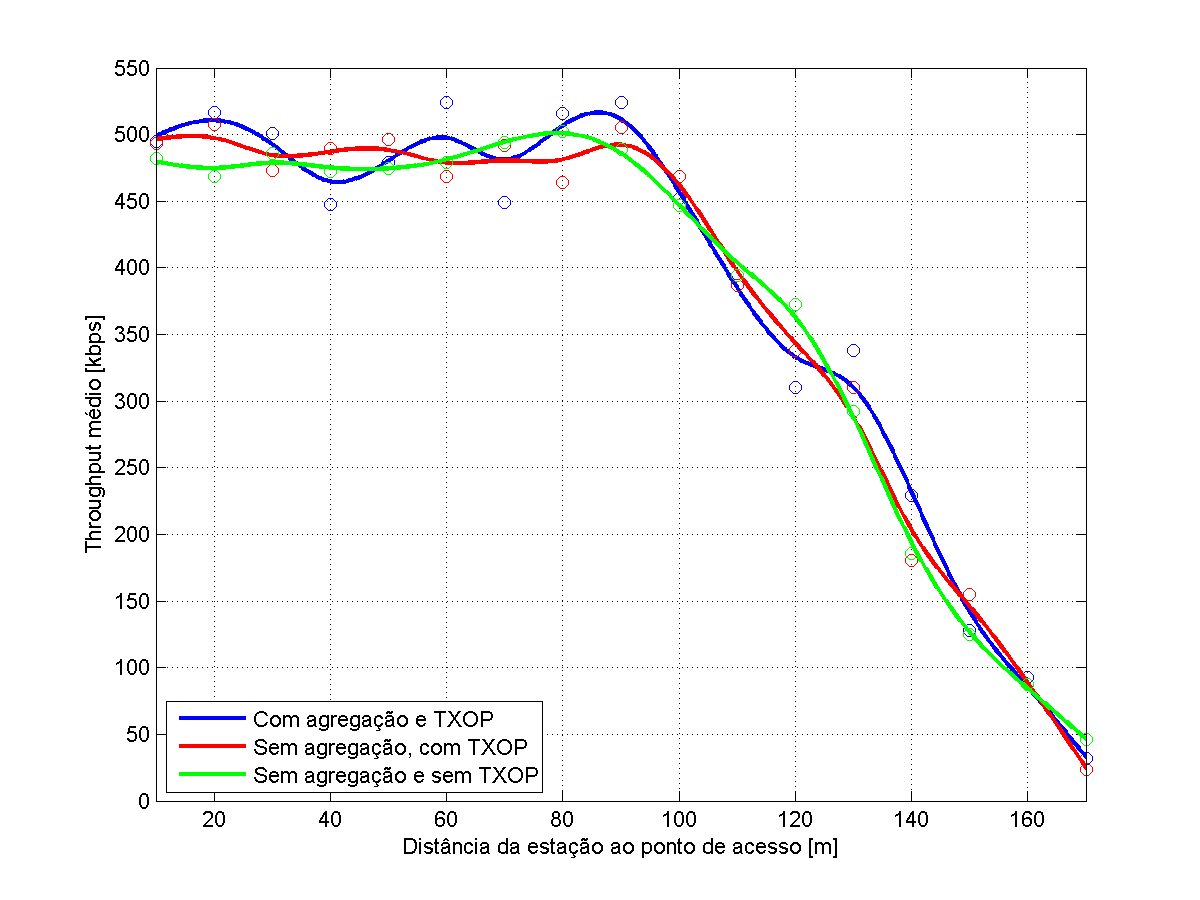 550
500
450
400
350
300
250
200
150
100
50
0
Throughput médio [kbps]
Com agregação e TXOP
Sem agregação, com TXOP
Sem agregação e sem TXOP
20 40 60 80 100 120 140 160
Distância da estação ao ponto de acesso [m]